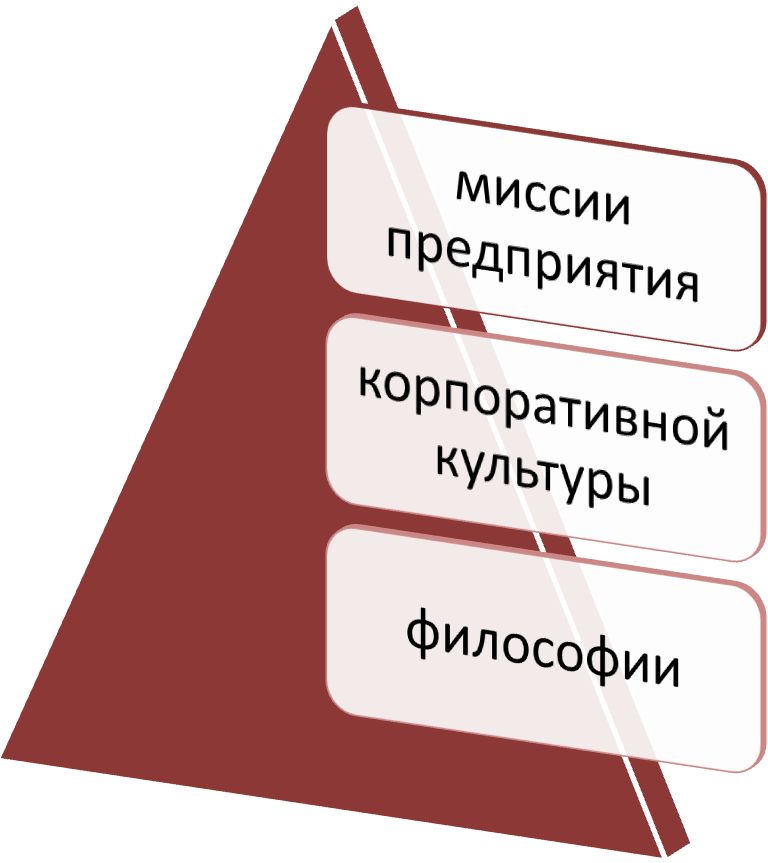 миссии
предприятия
корпоративной
культуры
философии